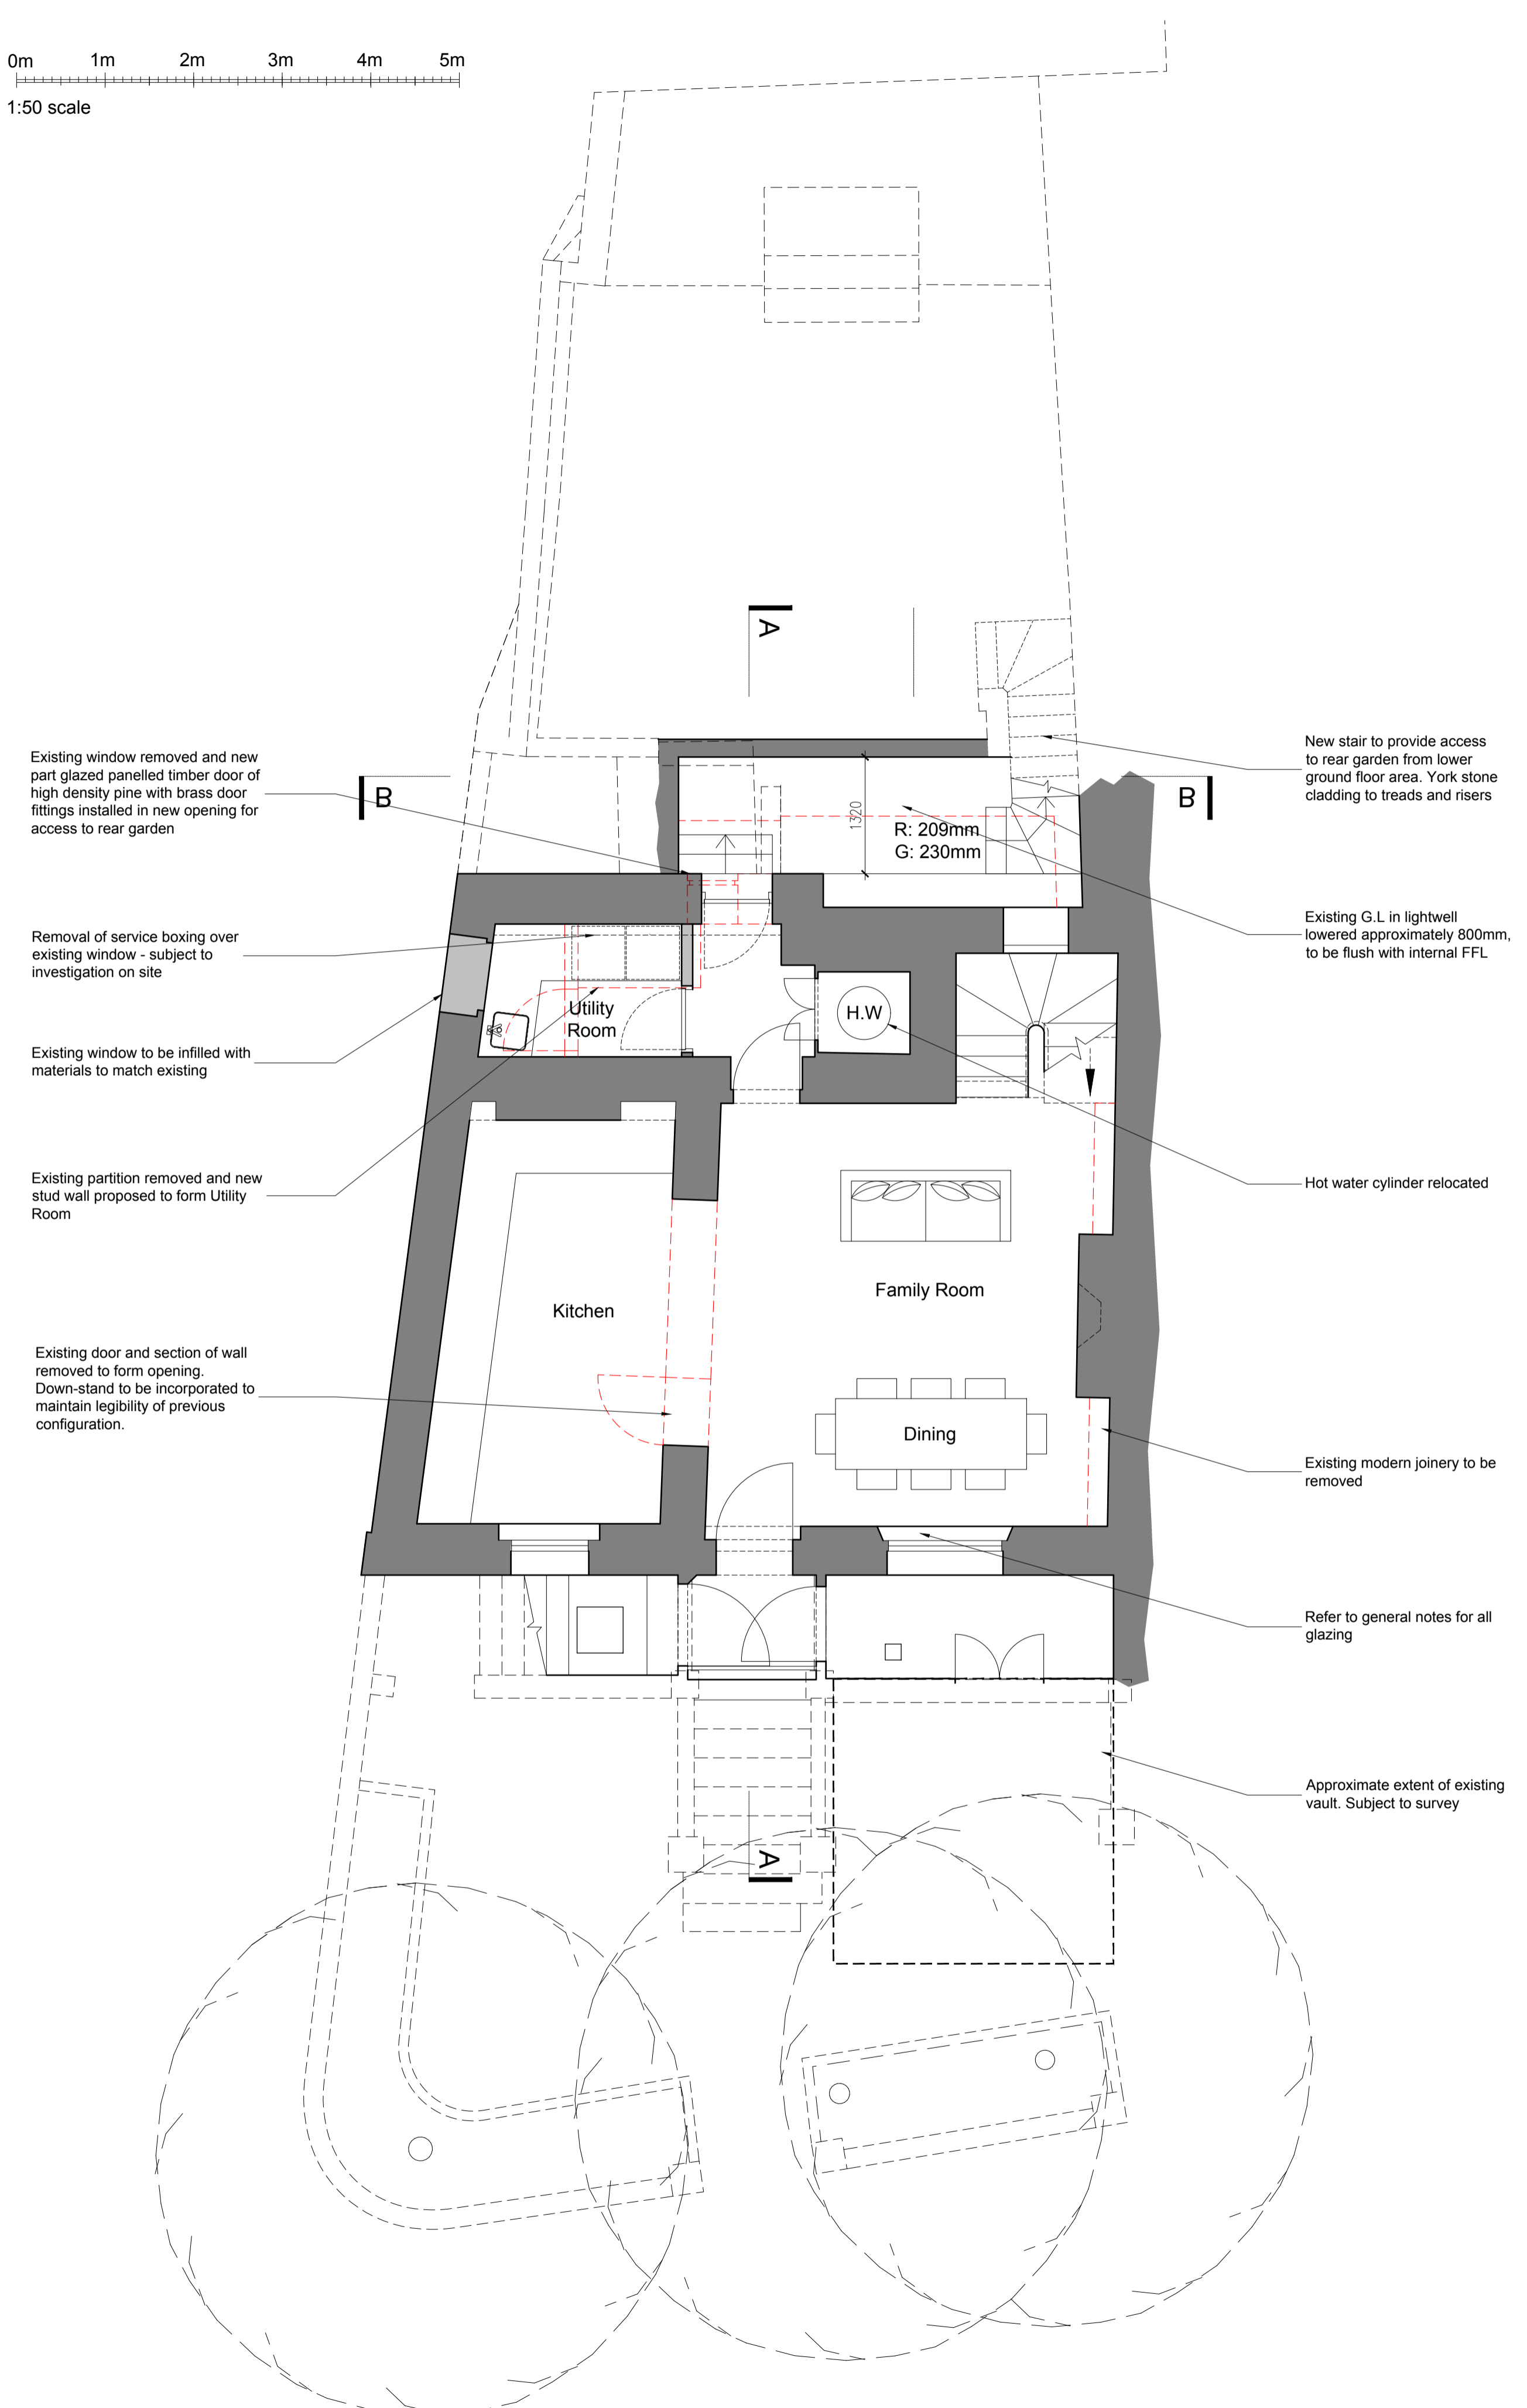 0m 1m 2m 3m 4m 5m
1:50 scale
A
Existing window removed and new
part glazed panelled timber door of
high density pine with brass door
fittings installed in new opening for
access to rear garden
B
B
New stair to provide access
to rear garden from lower
ground floor area. York stone
cladding to treads and risers
1320
R: 209mm
G: 230mm
Removal of service boxing over
existing window - subject to
investigation on site
Existing G.L in lightwell
lowered approximately 800mm,
to be flush with internal FFL
Utility
Room
H.W
Existing window to be infilled with
materials to match existing
Existing partition removed and new
stud wall proposed to form Utility
Room
Hot water cylinder relocated
Family Room
Kitchen
Existing door and section of wall
removed to form opening.
Down-stand to be incorporated to
maintain legibility of previous
configuration.
Dining
Existing modern joinery to be
removed
Refer to general notes for all
glazing
Approximate extent of existing
vault. Subject to survey
A